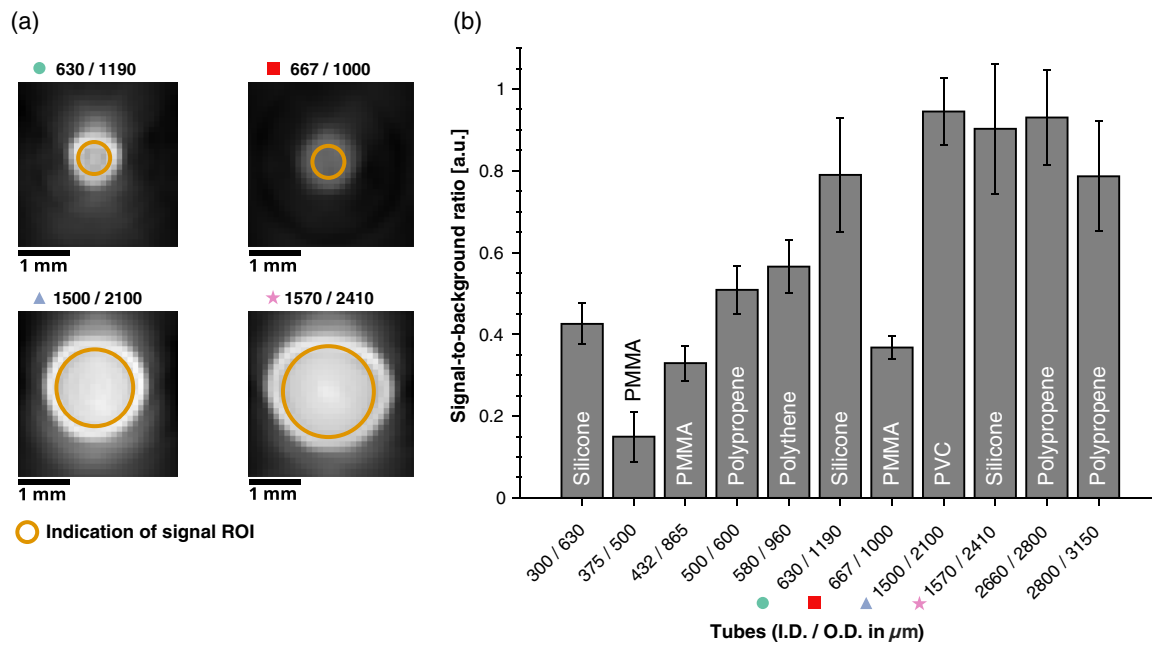 (a)
630 / 1190
667 / 1000
1 mm
1 mm
1500 / 2100
1570 / 2410
1 mm
1 mm
Indication of signal ROI
(b)
Signal-to-background ratio [a.u.]
1
0.8
0.6
0.4
0.2
0
Silicone
PMMA
PMMA
Polypropene
Polythene
Silicone
PMMA
PVC
Silicone
Polypropene
Polypropene
300 / 630
375 / 500
432 / 865
500 / 600
580 / 960
630 / 1190
667 / 1000
1500 / 2100
1570 / 2410
2660 / 2800
2800 / 3150
Tubes (I.D. / O.D. in μm)